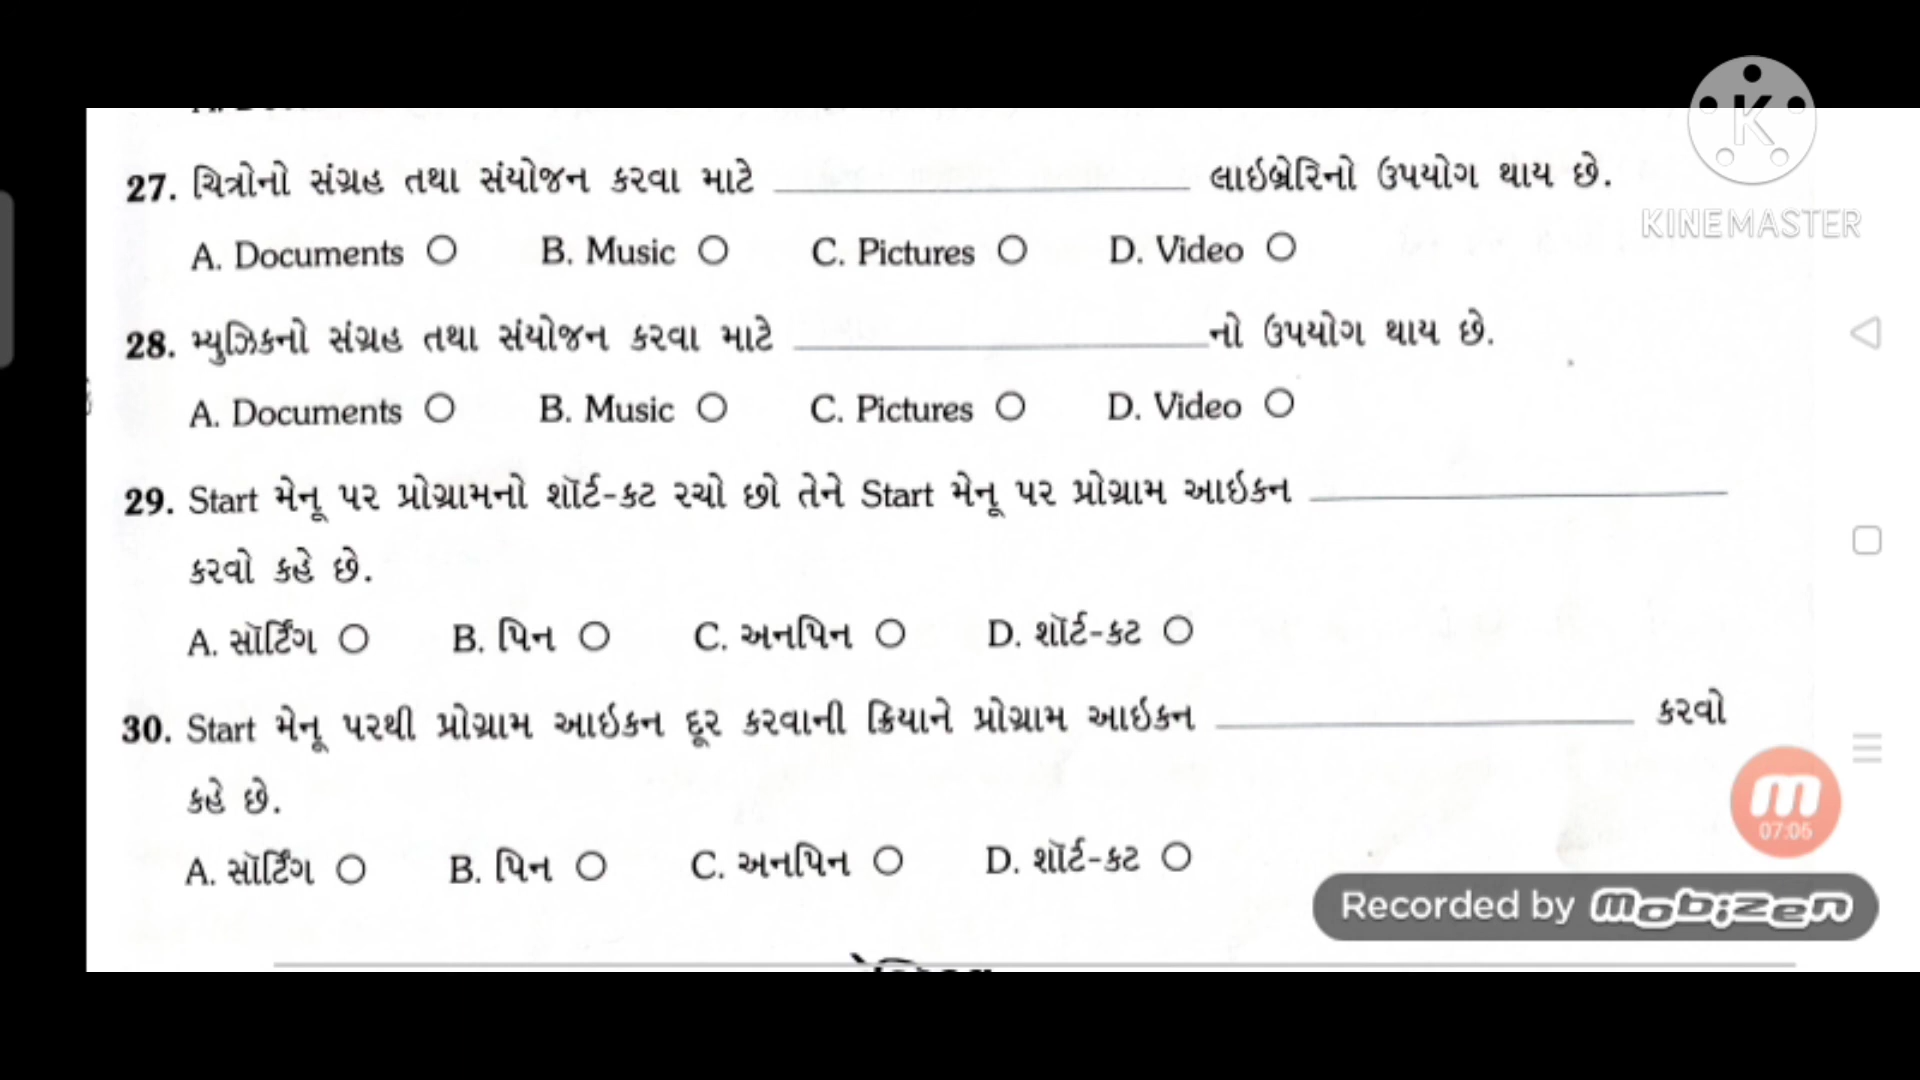 27. ચિત્રોનો સંગ્રહ તથા સંયોજન કરવા માટે ____________ લાઇબ્રેરિનો ઉપયોગ થાય છે.
A. Documents ○ B. Music ○ C. Pictures ○ D. Video ○
28. મ્યુઝિકનો સંગ્રહ તથા સંયોજન કરવા માટે ____________નો ઉપયોગ થાય છે.
A. Documents ○ B. Music ○ C. Pictures ○ D. Video ○
29. Start મેનૂ પર પ્રોગ્રામનો શૉર્ટ-કટ રચો છો તેને Start મેનૂ પર પ્રોગ્રામ આઇકન ____________
કરવો કહે છે.
A. સૉર્ટિંગ ○ B. પિન ○ C. અનપિન ○ D. શૉર્ટ-કટ ○
30. Start મેનૂ પરથી પ્રોગ્રામ આઇકન દૂર કરવાની ક્રિયાને પ્રોગ્રામ આઇકન ____________ કરવો
કહે છે.
A. સૉર્ટિંગ ○ B. પિન ○ C. અનપિન ○ D. શૉર્ટ-કટ ○
K
KINEMASTER
m
07:06
Recorded by mobizen